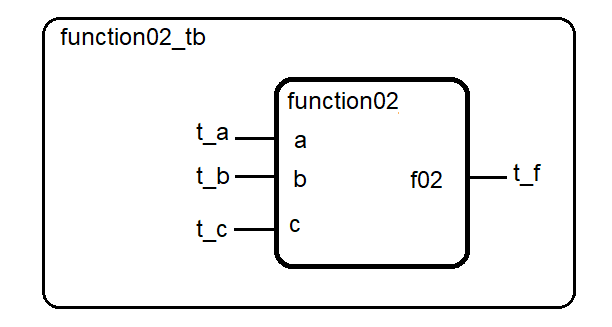 function02_tb
function02
t_a
a
t_b
b
f02
t_f
t_c
c